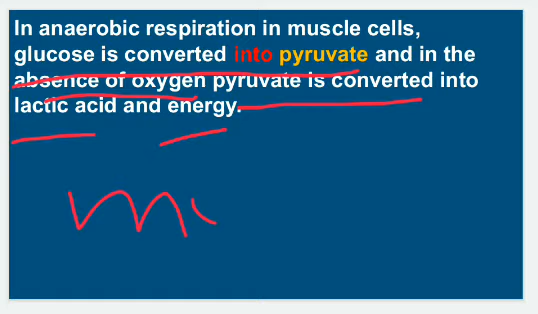 In anaerobic respiration in muscle cells,
glucose is converted into pyruvate and in the
absence of oxygen pyruvate is converted into
lactic acid and energy.